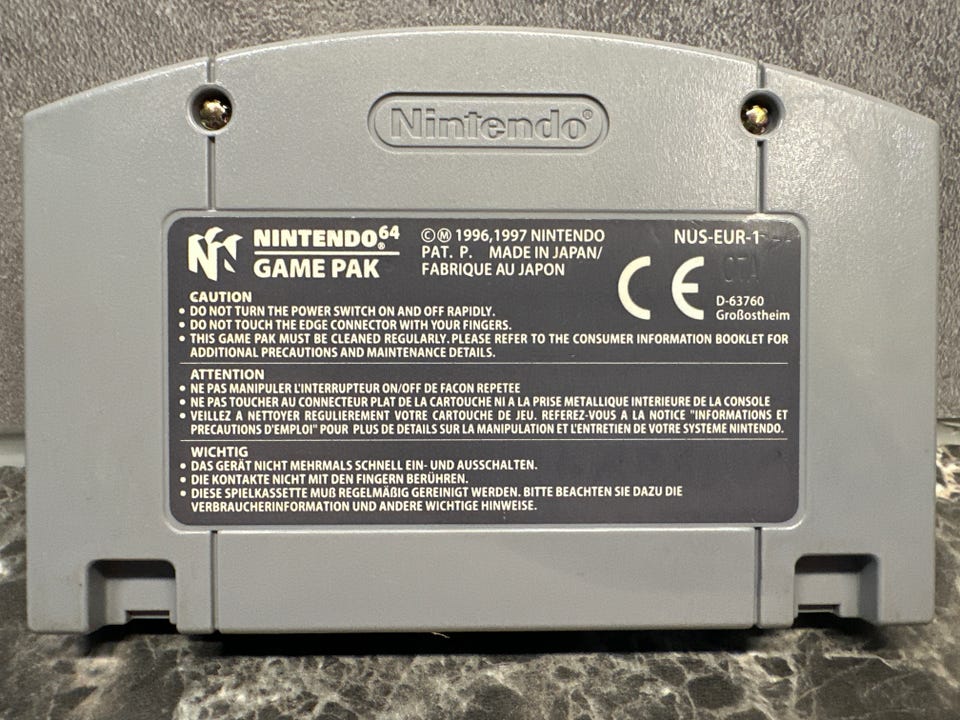 Nintendo®
NINTENDO®64
GAME PAK
©Ⓜ 1996,1997 NINTENDO
PAT. P. MADE IN JAPAN/
FABRIQUE AU JAPON
NUS-EUR-1
CE
D-63760
Großostheim
CAUTION
• DO NOT TURN THE POWER SWITCH ON AND OFF RAPIDLY.
• DO NOT TOUCH THE EDGE CONNECTOR WITH YOUR FINGERS.
• THIS GAME PAK MUST BE CLEANED REGULARLY. PLEASE REFER TO THE CONSUMER INFORMATION BOOKLET FOR
ADDITIONAL PRECAUTIONS AND MAINTENANCE DETAILS.
ATTENTION
• NE PAS MANIPULER L'INTERRUPTEUR ON/OFF DE FACON REPETEE
• NE PAS TOUCHER AU CONNECTEUR PLAT DE LA CARTOUCHE NI A LA PRISE METALLIQUE INTERIEURE DE LA CONSOLE
• VEILLEZ A NETTOYER REGULIEREMENT VOTRE CARTOUCHE DE JEU. REFEREZ-VOUS A LA NOTICE "INFORMATIONS ET
PRECAUTIONS D'EMPLOI" POUR PLUS DE DETAILS SUR LA MANIPULATION ET L'ENTRETIEN DE VOTRE SYSTEME NINTENDO.
WICHTIG
• DAS GERÄT NICHT MEHRMALS SCHNELL EIN- UND AUSSCHALTEN.
• DIE KONTAKTE NICHT MIT DEN FINGERN BERÜHREN.
• DIESE SPIELKASSETTE MUß REGELMÄßIG GEREINIGT WERDEN. BITTE BEACHTEN SIE DAZU DIE
VERBRAUCHERINFORMATION UND ANDERE WICHTIGE HINWEISE.